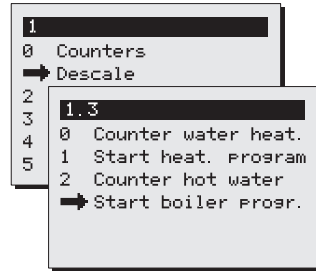 1
0 Counters
Descale
2
3
4
5
1.3
0 Counter water heat.
1 Start heat. program
2 Counter hot water
Start boiler progr.